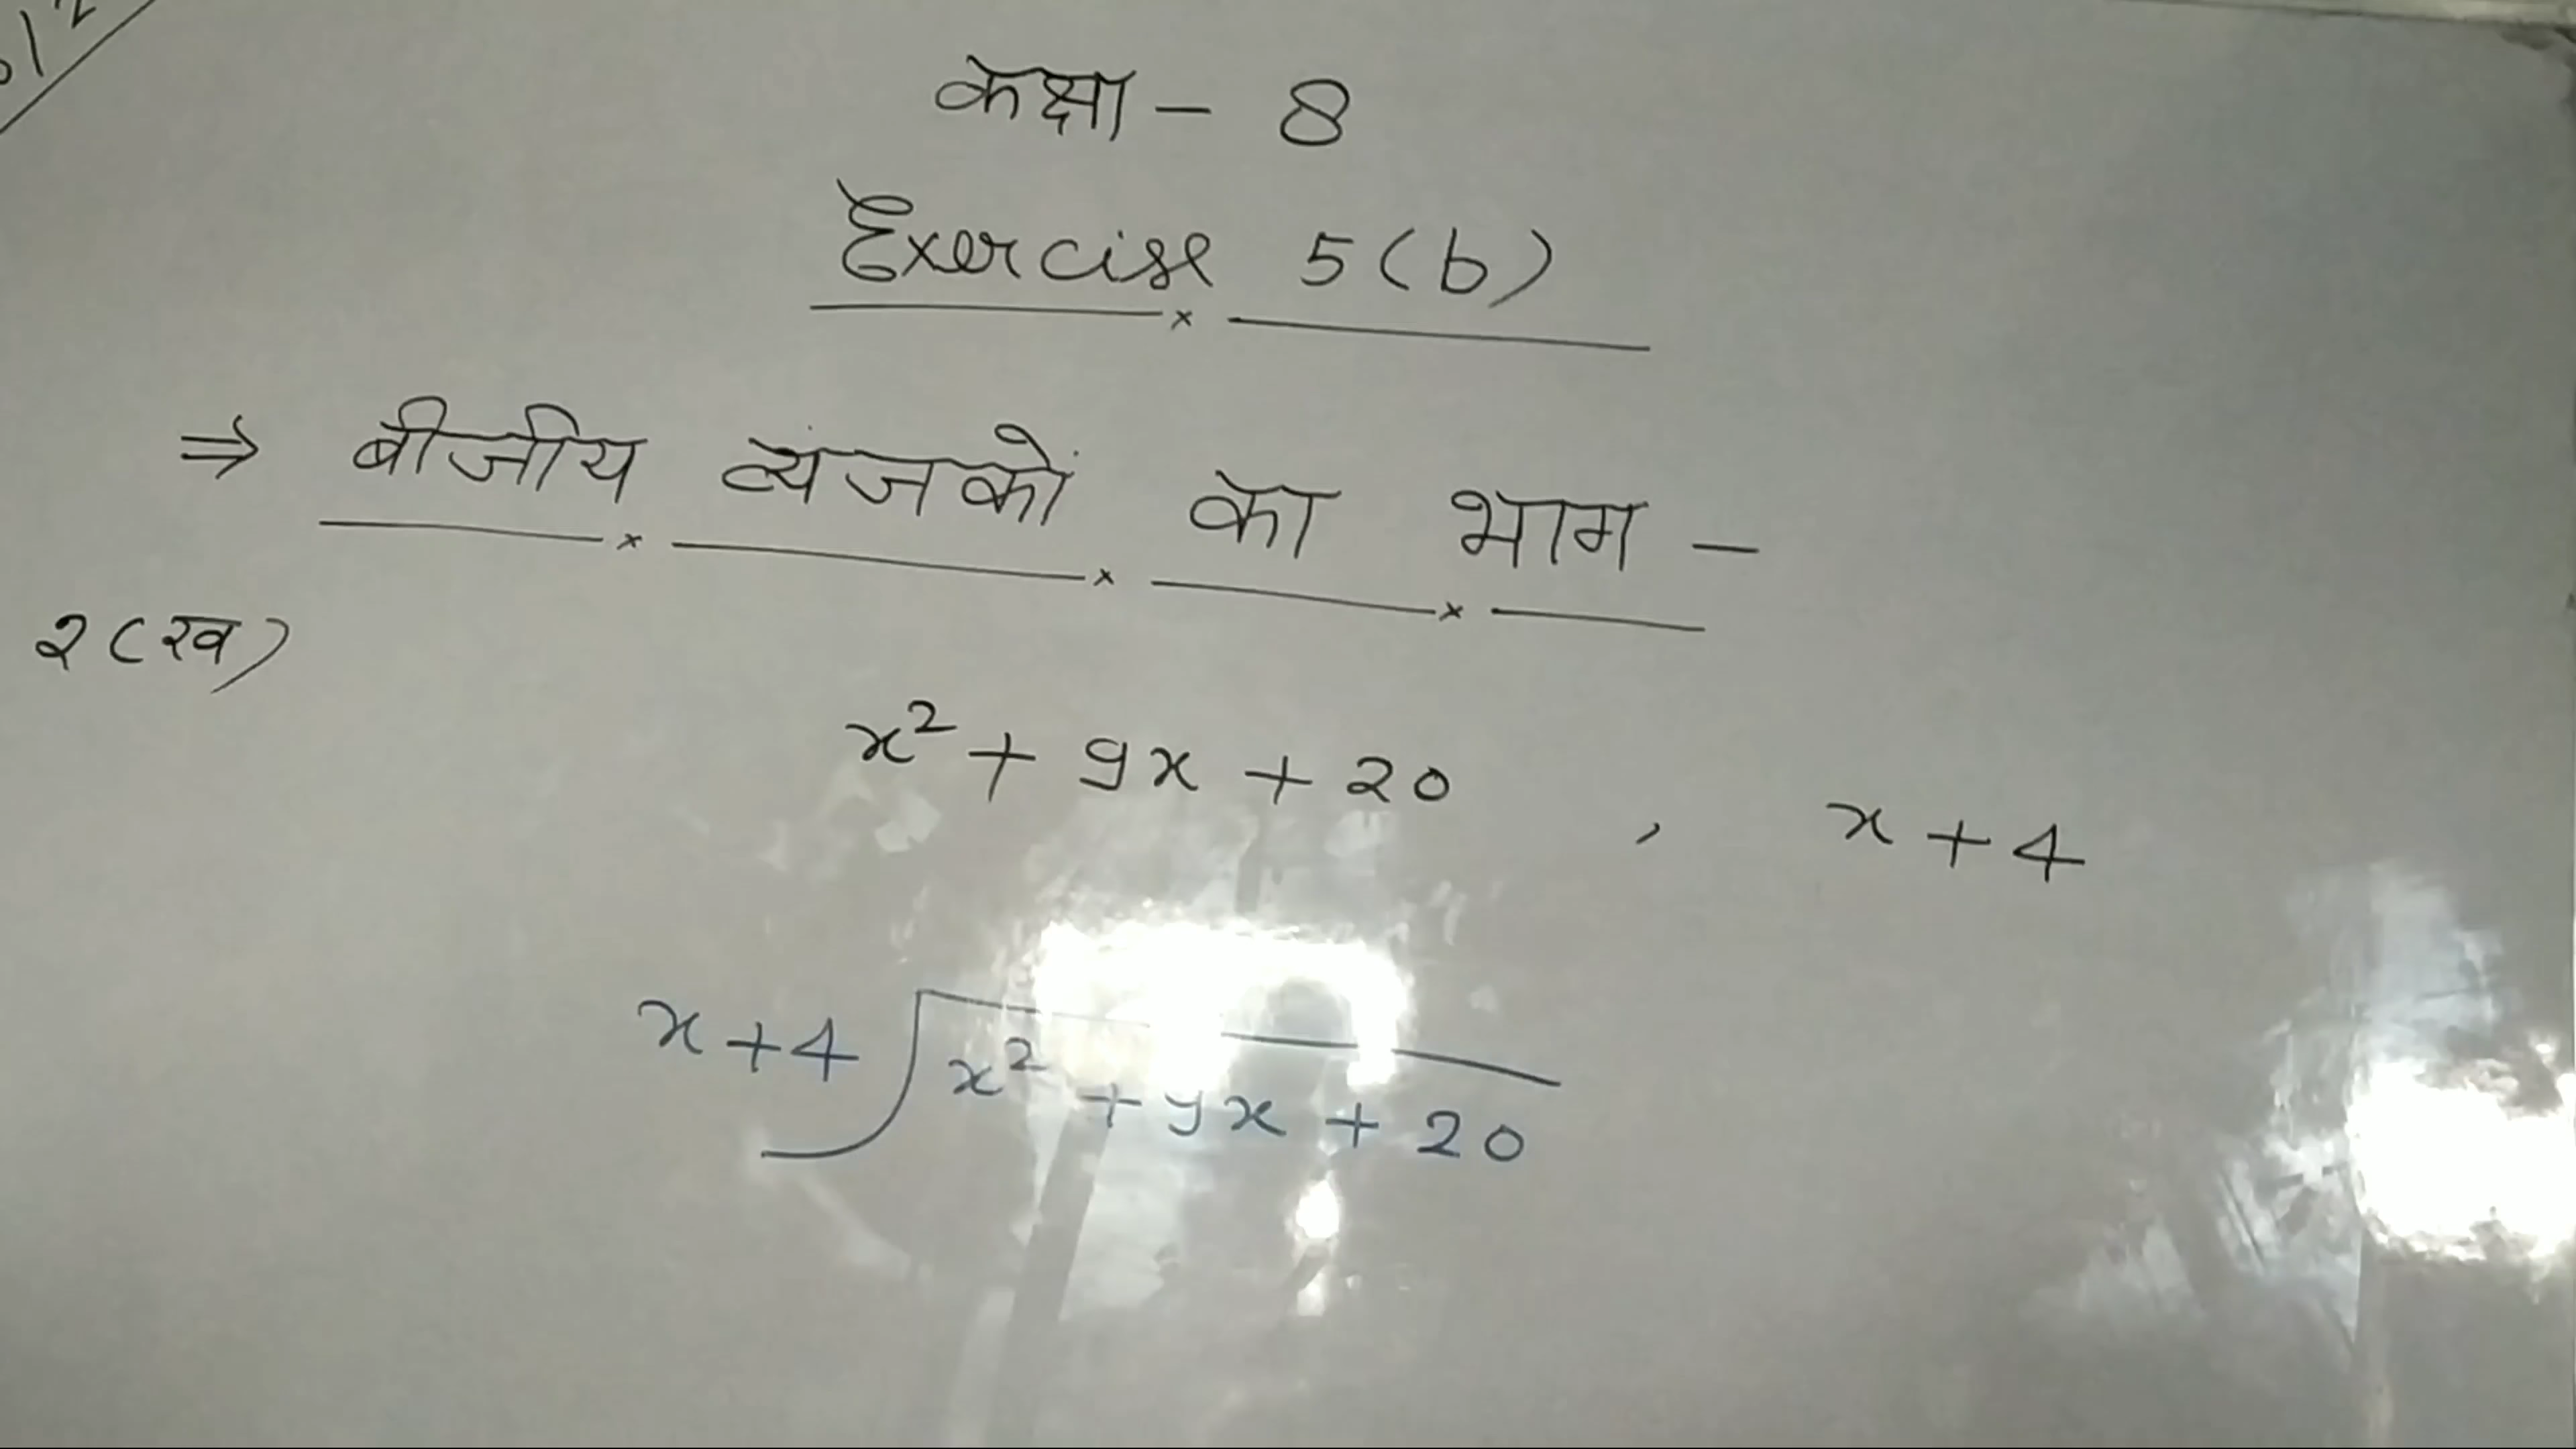 कक्षा - 8
Exercise 5(b)
⇒ बीजीय व्यंजकों का भाग -
2(ख)
x² + 9x + 20 , x + 4
x + 4 ) x² + 9x + 20